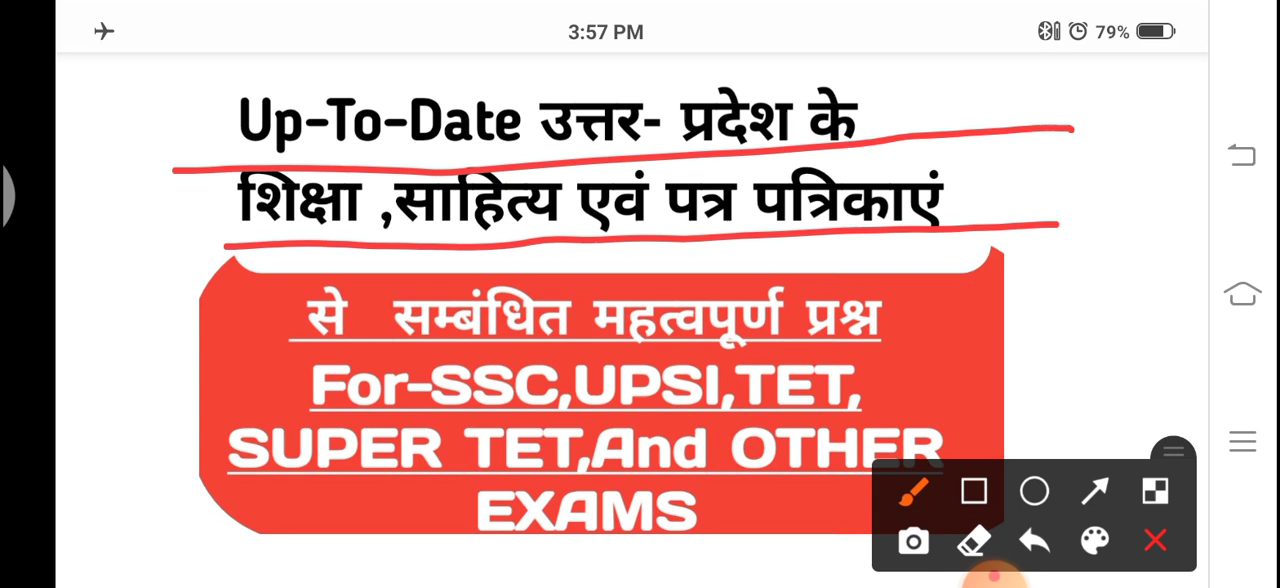 3:57 PM
79%
Up-To-Date उत्तर- प्रदेश के
शिक्षा ,साहित्य एवं पत्र पत्रिकाएं
से सम्बंधित महत्वपूर्ण प्रश्न
For-SSC,UPSI,TET,
SUPER TET,And OTHER
EXAMS